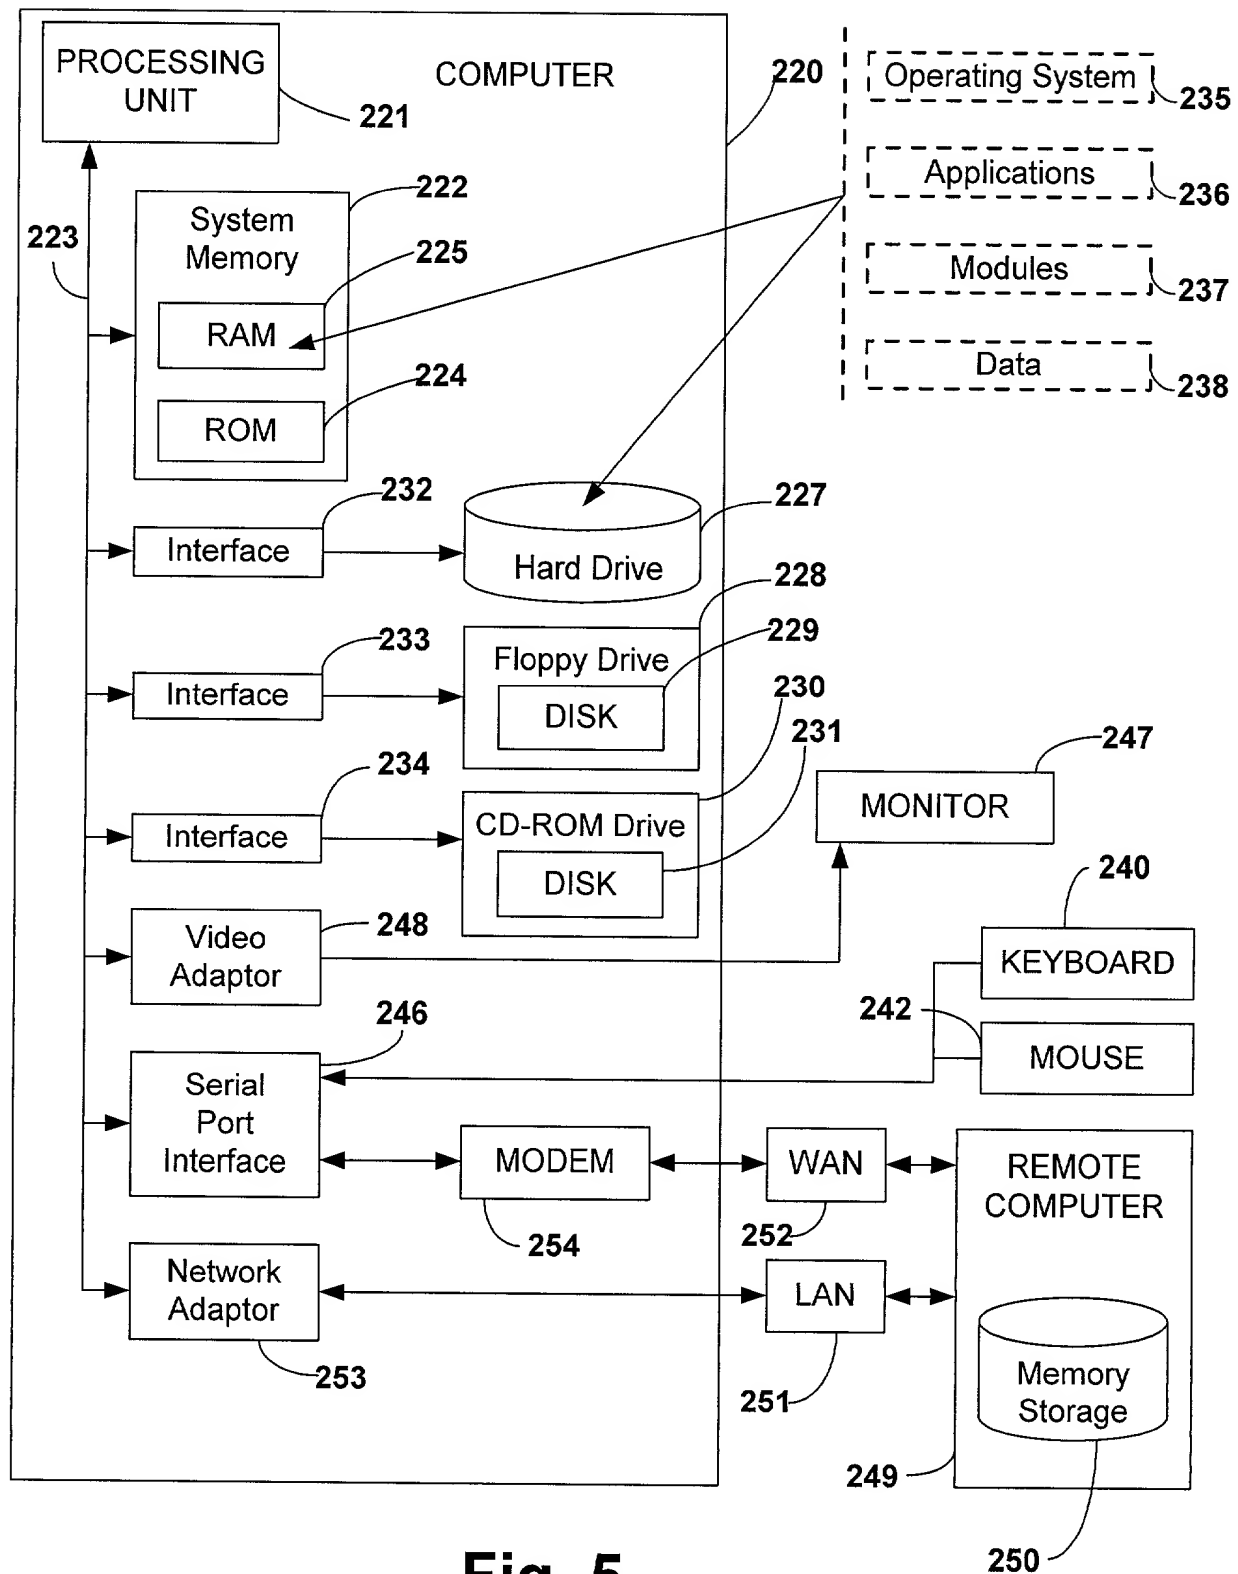 PROCESSING
UNIT
COMPUTER
220
221
Operating System
235
Applications
236
Modules
237
Data
238
222
System
Memory
223
225
RAM
224
ROM
232
Interface
227
Hard Drive
228
233
Interface
229
Floppy Drive
DISK
230
231
234
Interface
CD-ROM Drive
DISK
247
MONITOR
248
Video
Adaptor
240
KEYBOARD
242
MOUSE
246
Serial
Port
Interface
MODEM
254
WAN
252
REMOTE
COMPUTER
Network
Adaptor
253
LAN
251
Memory
Storage
249
250
Fig. 5